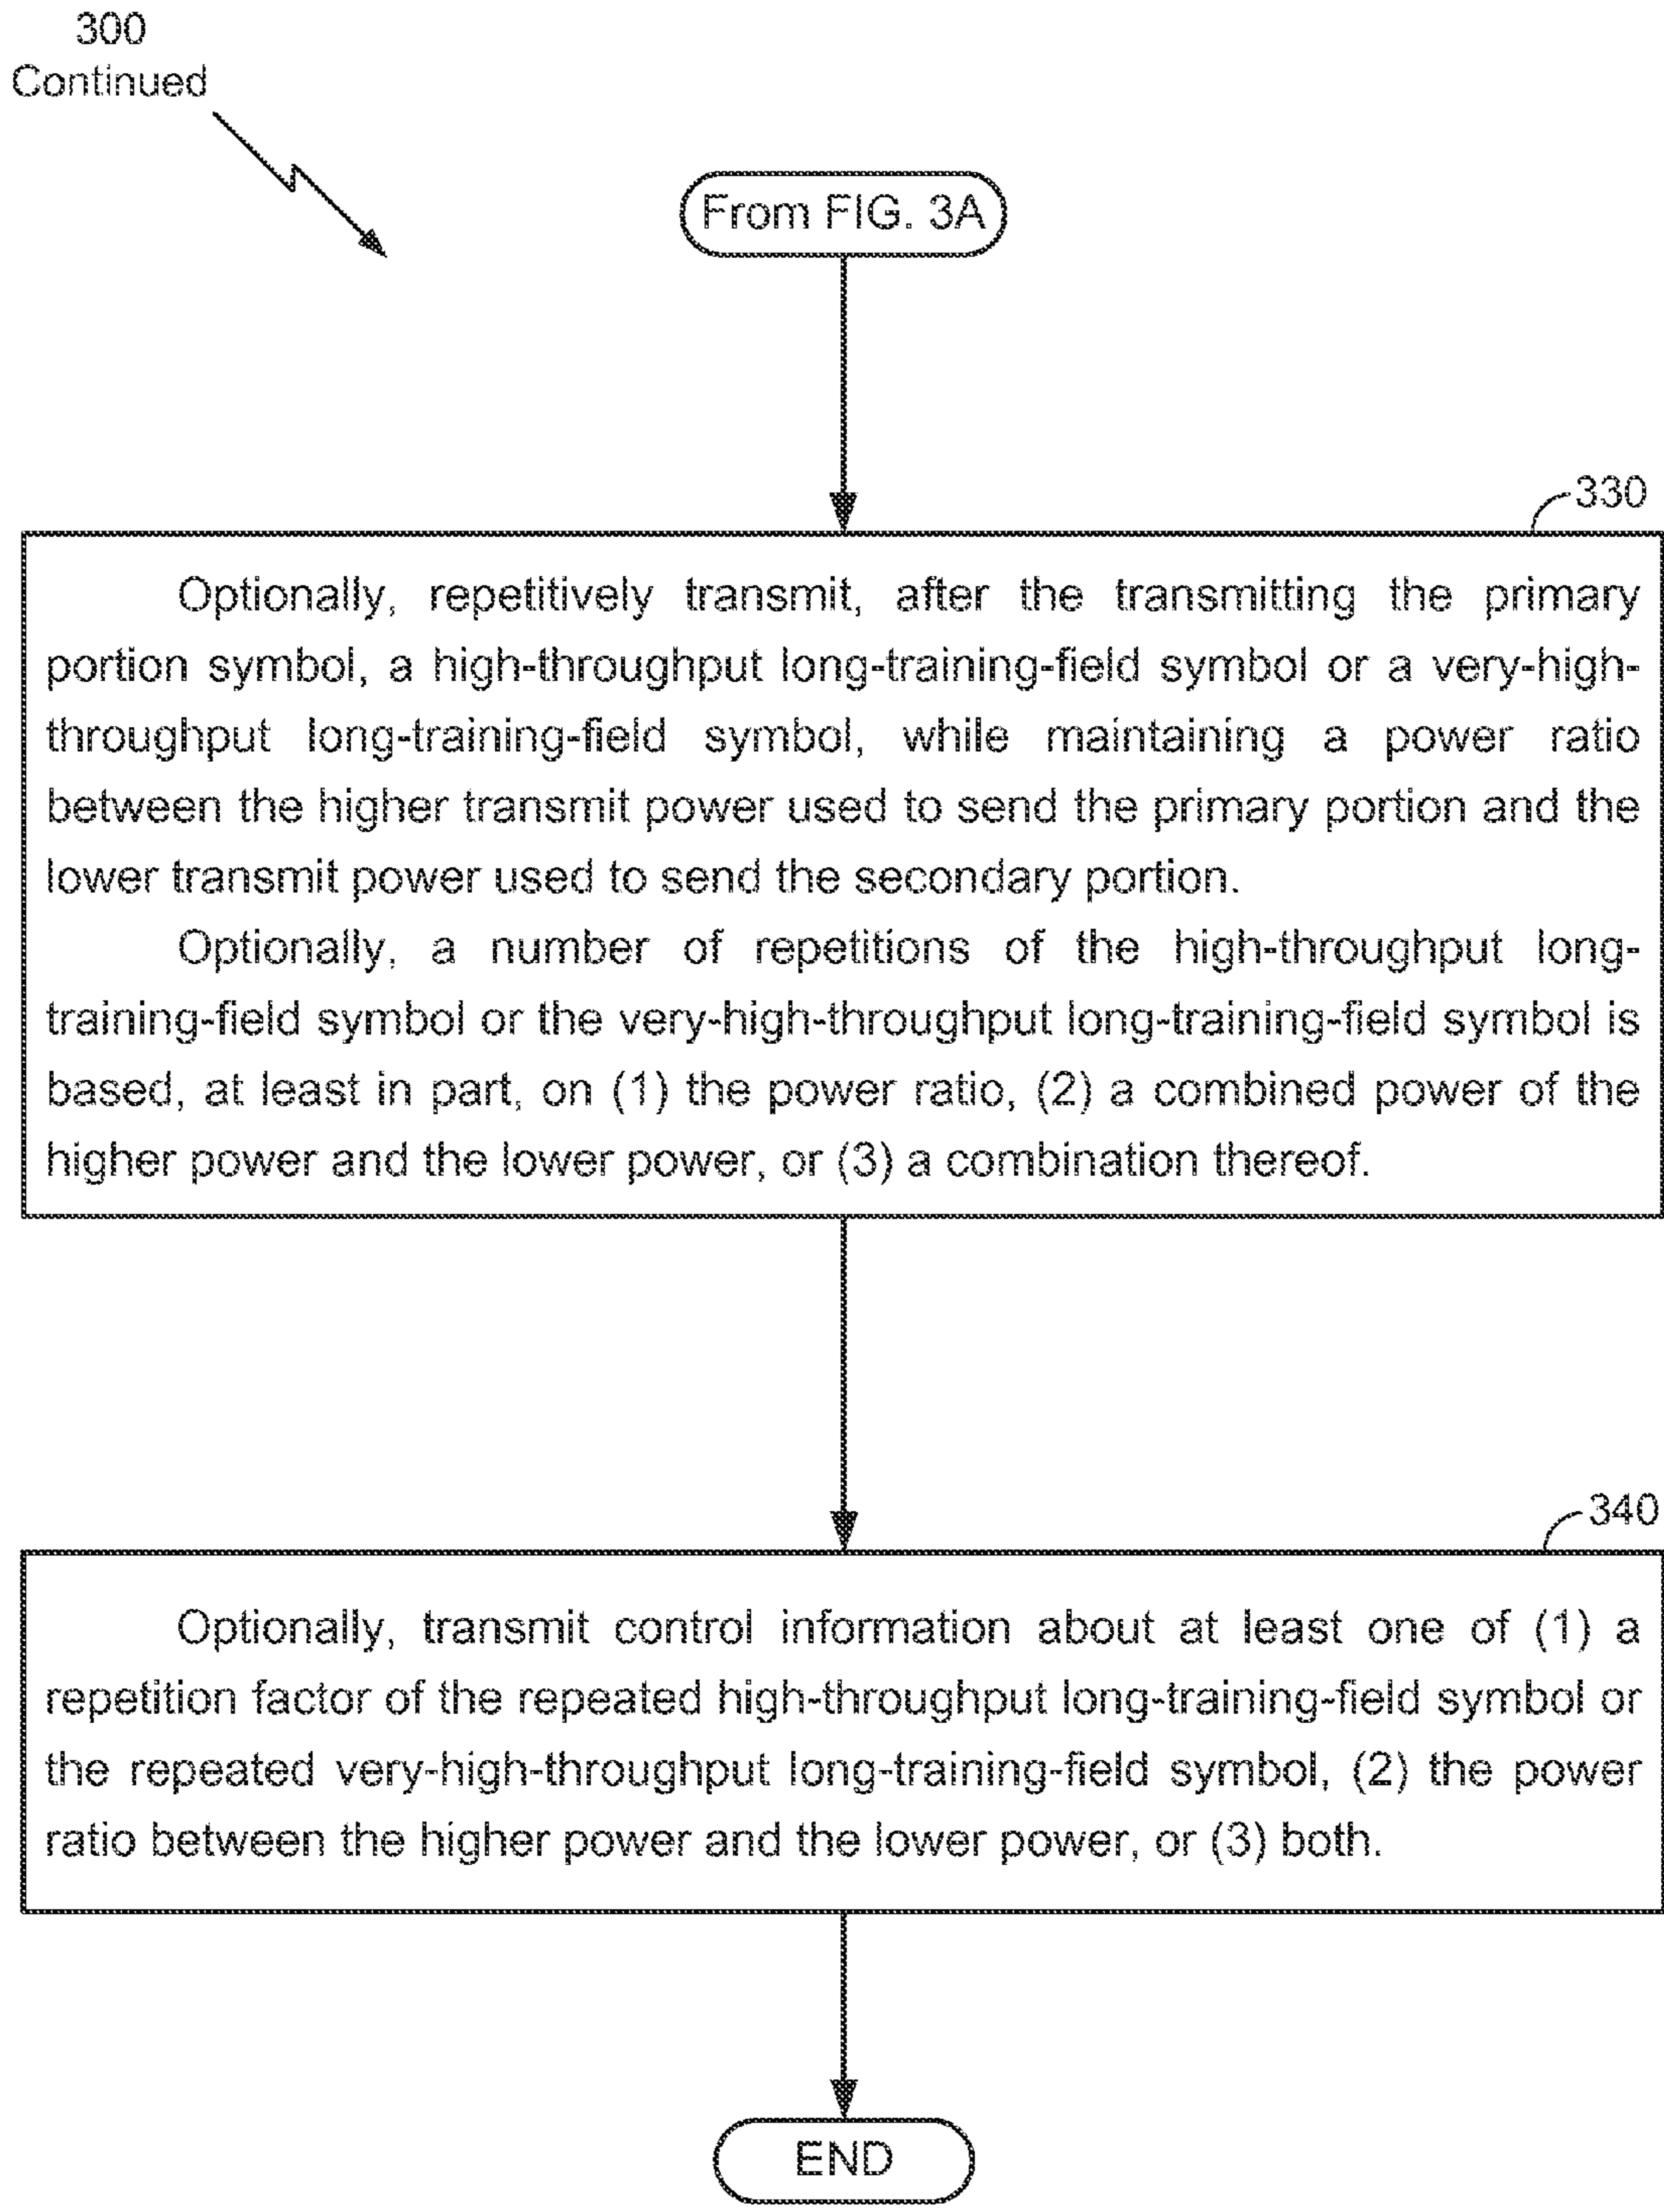 300
Continued
From FIG. 3A
330
Optionally, repetitively transmit, after the transmitting the primary
portion symbol, a high-throughput long-training-field symbol or a very-high-
throughput long-training-field symbol, while maintaining a power ratio
between the higher transmit power used to send the primary portion and the
lower transmit power used to send the secondary portion.
Optionally, a number of repetitions of the high-throughput long-
training-field symbol or the very-high-throughput long-training-field symbol is
based, at least in part, on (1) the power ratio, (2) a combined power of the
higher power and the lower power, or (3) a combination thereof.
340
Optionally, transmit control information about at least one of (1) a
repetition factor of the repeated high-throughput long-training-field symbol or
the repeated very-high-throughput long-training-field symbol, (2) the power
ratio between the higher power and the lower power, or (3) both.
END